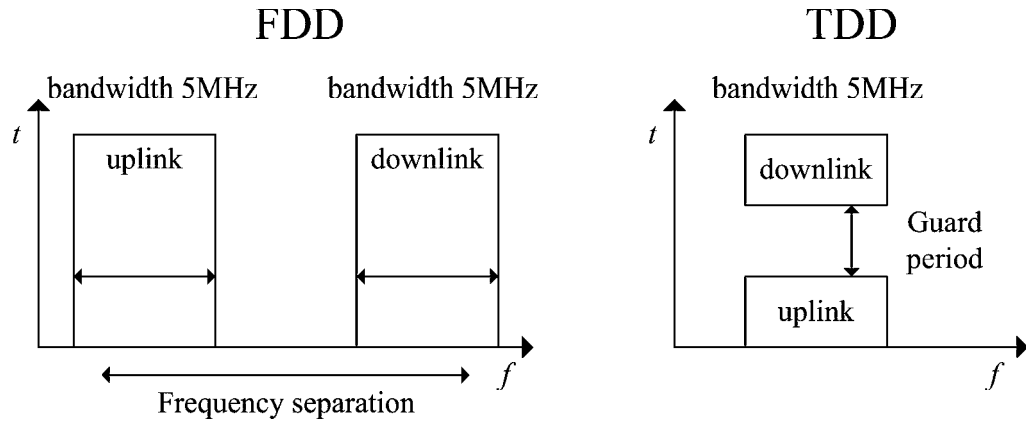 FDD
TDD
bandwidth 5MHz
bandwidth 5MHz
bandwidth 5MHz
t
uplink
downlink
f
Frequency separation
t
downlink
Guard
period
uplink
f